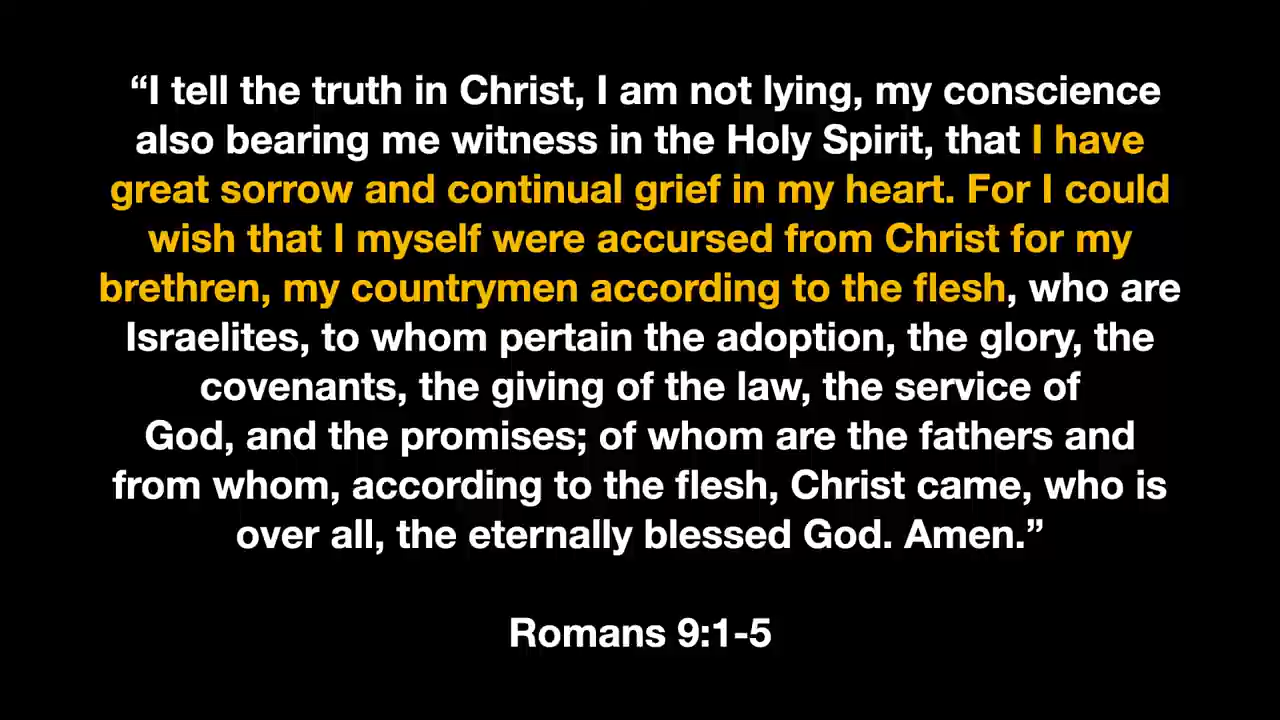 “I tell the truth in Christ, I am not lying, my conscience
also bearing me witness in the Holy Spirit, that I have
great sorrow and continual grief in my heart. For I could
wish that I myself were accursed from Christ for my
brethren, my countrymen according to the flesh, who are
Israelites, to whom pertain the adoption, the glory, the
covenants, the giving of the law, the service of
God, and the promises; of whom are the fathers and
from whom, according to the flesh, Christ came, who is
over all, the eternally blessed God. Amen.”
Romans 9:1-5